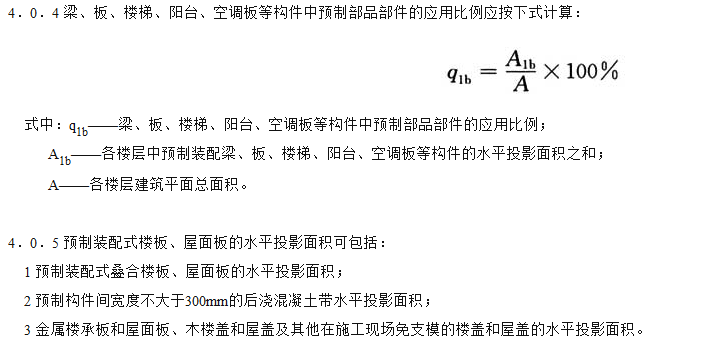 4．0．4 梁、板、楼梯、阳台、空调板等构件中预制部品部件的应用比例应按下式计算：
q1b = A1b/A × 100%
式中：q1b——梁、板、楼梯、阳台、空调板等构件中预制部品部件的应用比例；
A1b——各楼层中预制装配梁、板、楼梯、阳台、空调板等构件的水平投影面积之和；
A——各楼层建筑平面总面积。
4．0．5 预制装配式楼板、屋面板的水平投影面积可包括：
1 预制装配式叠合楼板、屋面板的水平投影面积；
2 预制构件间宽度不大于300mm的后浇混凝土带水平投影面积；
3 金属楼承板和屋面板、木楼盖和屋盖及其他在施工现场免支模的楼盖和屋盖的水平投影面积。